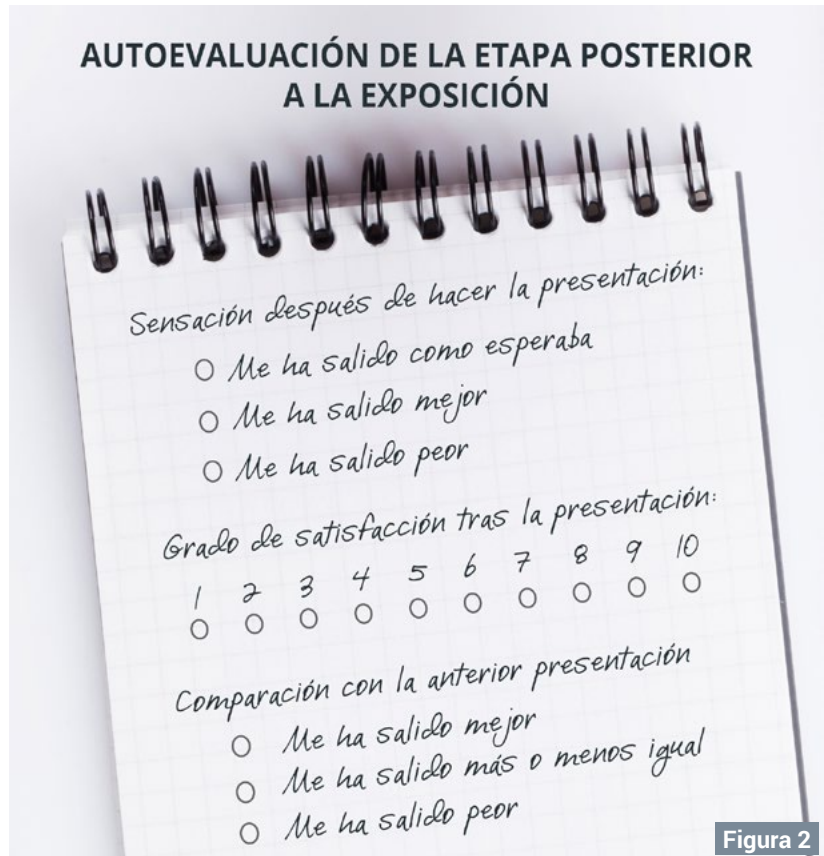 AUTOEVALUACIÓN DE LA ETAPA POSTERIOR
A LA EXPOSICIÓN
Sensación después de hacer la presentación:
O Me ha salido como esperaba
O Me ha salido mejor
O Me ha salido peor
Grado de satisfacción tras la presentación:
1 2 3 4 5 6 7 8 9 10
O O O O O O O O O O
Comparación con la anterior presentación
O Me ha salido mejor
O Me ha salido más o menos igual
O Me ha salido peor
Figura 2